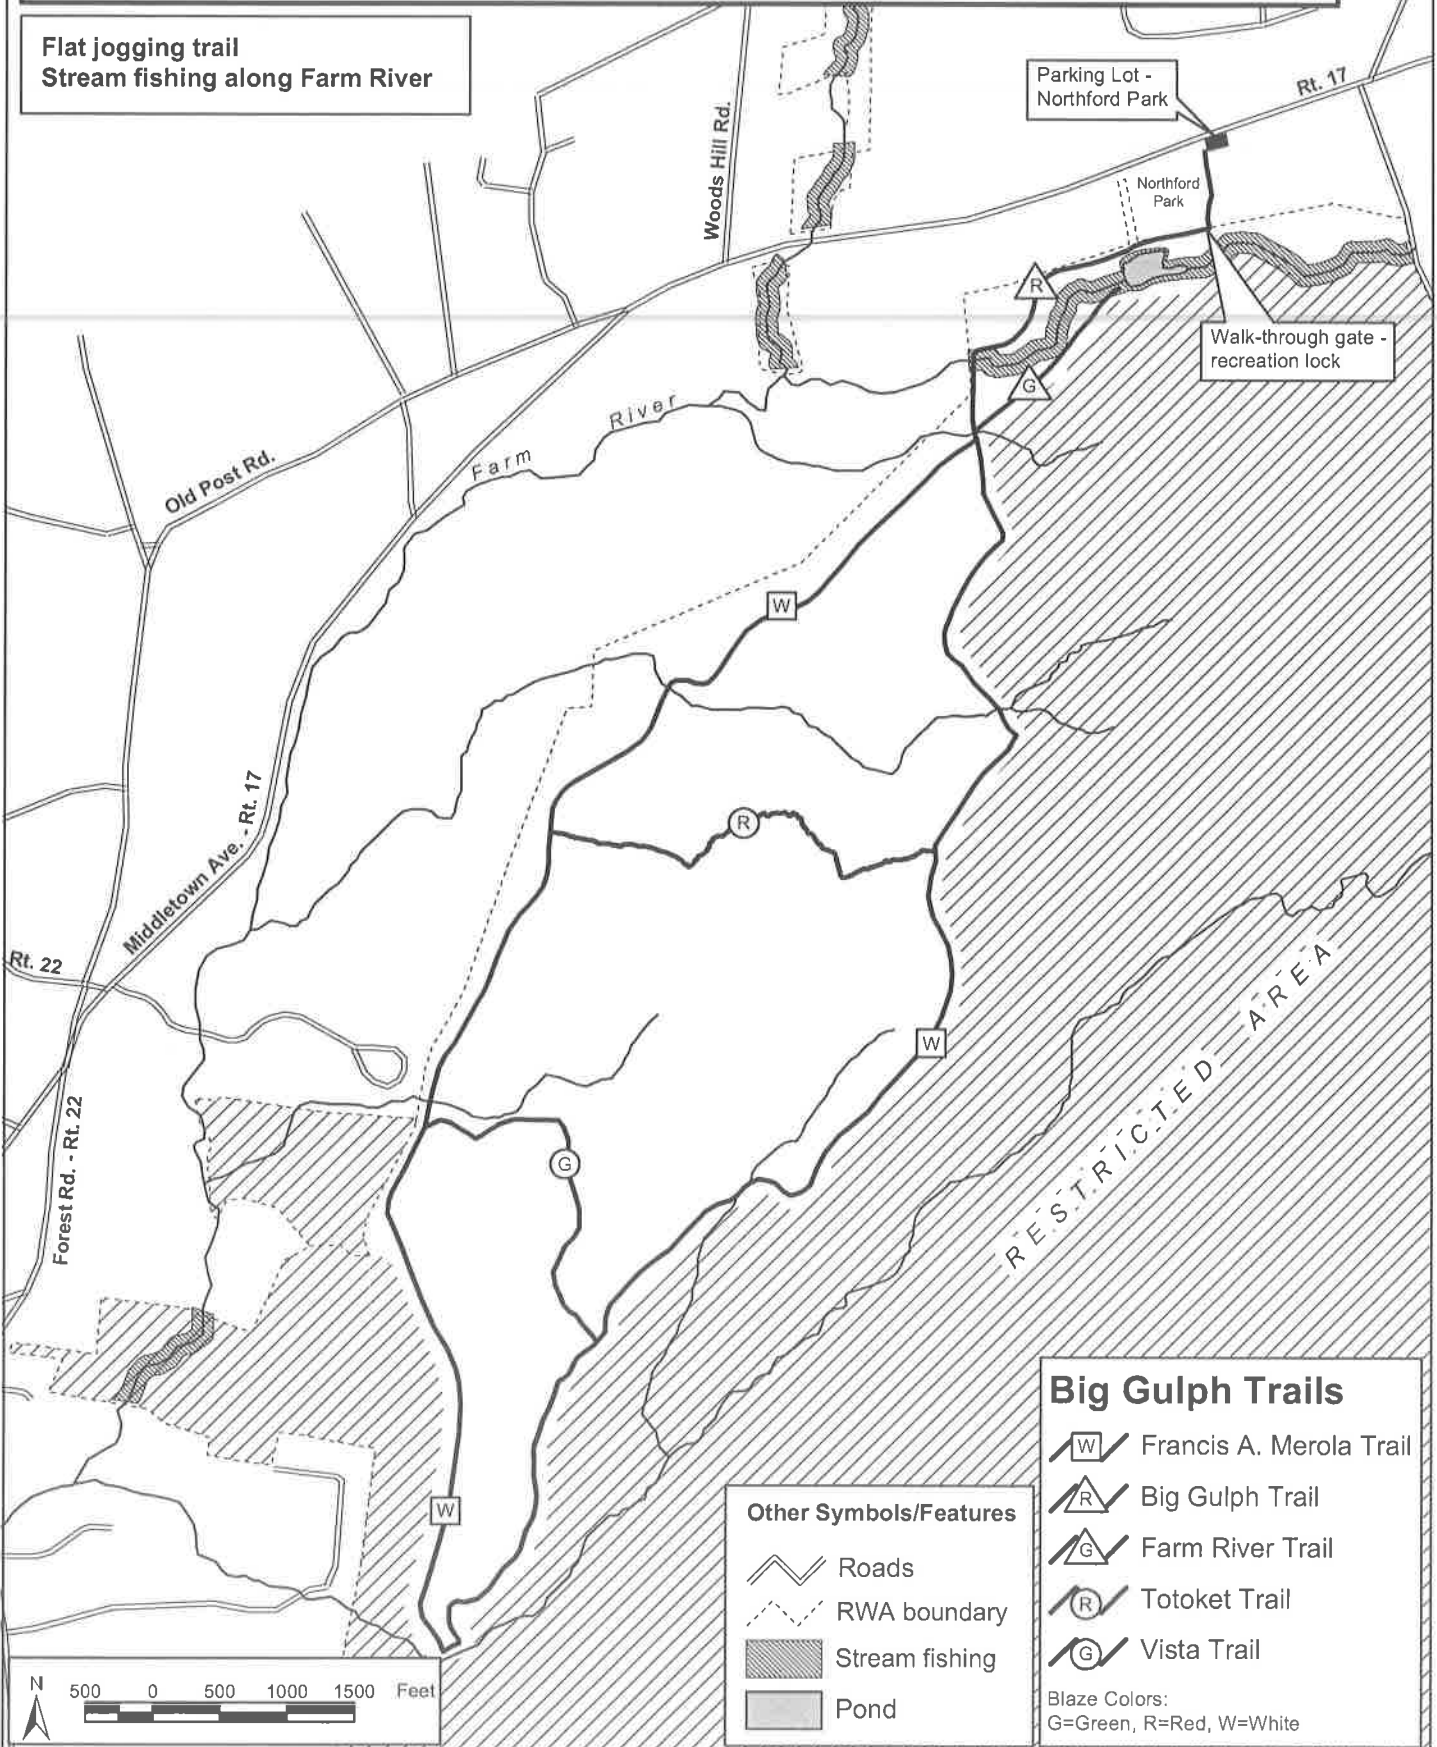 Flat jogging trail
Stream fishing along Farm River
Parking Lot -
Northford Park
Rt. 17
Woods Hill Rd.
Northford
Park
R
Walk-through gate -
recreation lock
G
Farm River
Old Post Rd.
W
Middletown Ave. - Rt. 17
R
Rt. 22
W
RESTRICTED AREA
Forest Rd. - Rt. 22
G
W
Big Gulph Trails
W Francis A. Merola Trail
R Big Gulph Trail
G Farm River Trail
R Totoket Trail
G Vista Trail
Blaze Colors:
G=Green, R=Red, W=White
Other Symbols/Features
Roads
RWA boundary
Stream fishing
Pond
N
500 0 500 1000 1500 Feet